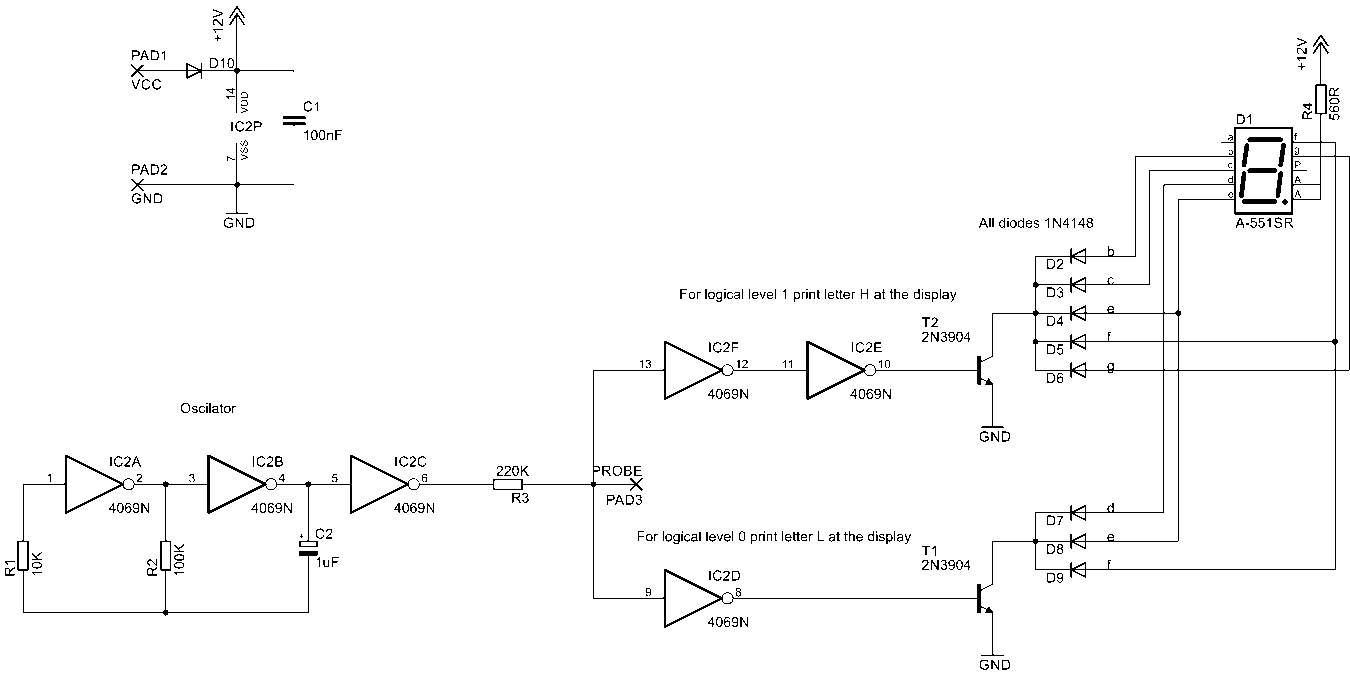 +12V
PAD1
VCC
D10
14
VDD
IC2P
C1
100nF
7
VSS
PAD2
GND
GND
+12V
R4
560R
D1
a
b
c
d
e
f
g
P
A
A
A-551SR
All diodes 1N4148
D2
b
D3
c
D4
e
D5
f
D6
g
For logical level 1 print letter H at the display
T2
2N3904
13
IC2F
12
4069N
11
IC2E
10
4069N
GND
Oscilator
1
IC2A
2
4069N
3
IC2B
4
4069N
5
IC2C
6
4069N
220K
R3
PROBE
PAD3
R1
10K
R2
100K
+
C2
1uF
For logical level 0 print letter L at the display
T1
2N3904
9
IC2D
8
4069N
D7
d
D8
e
D9
f
GND